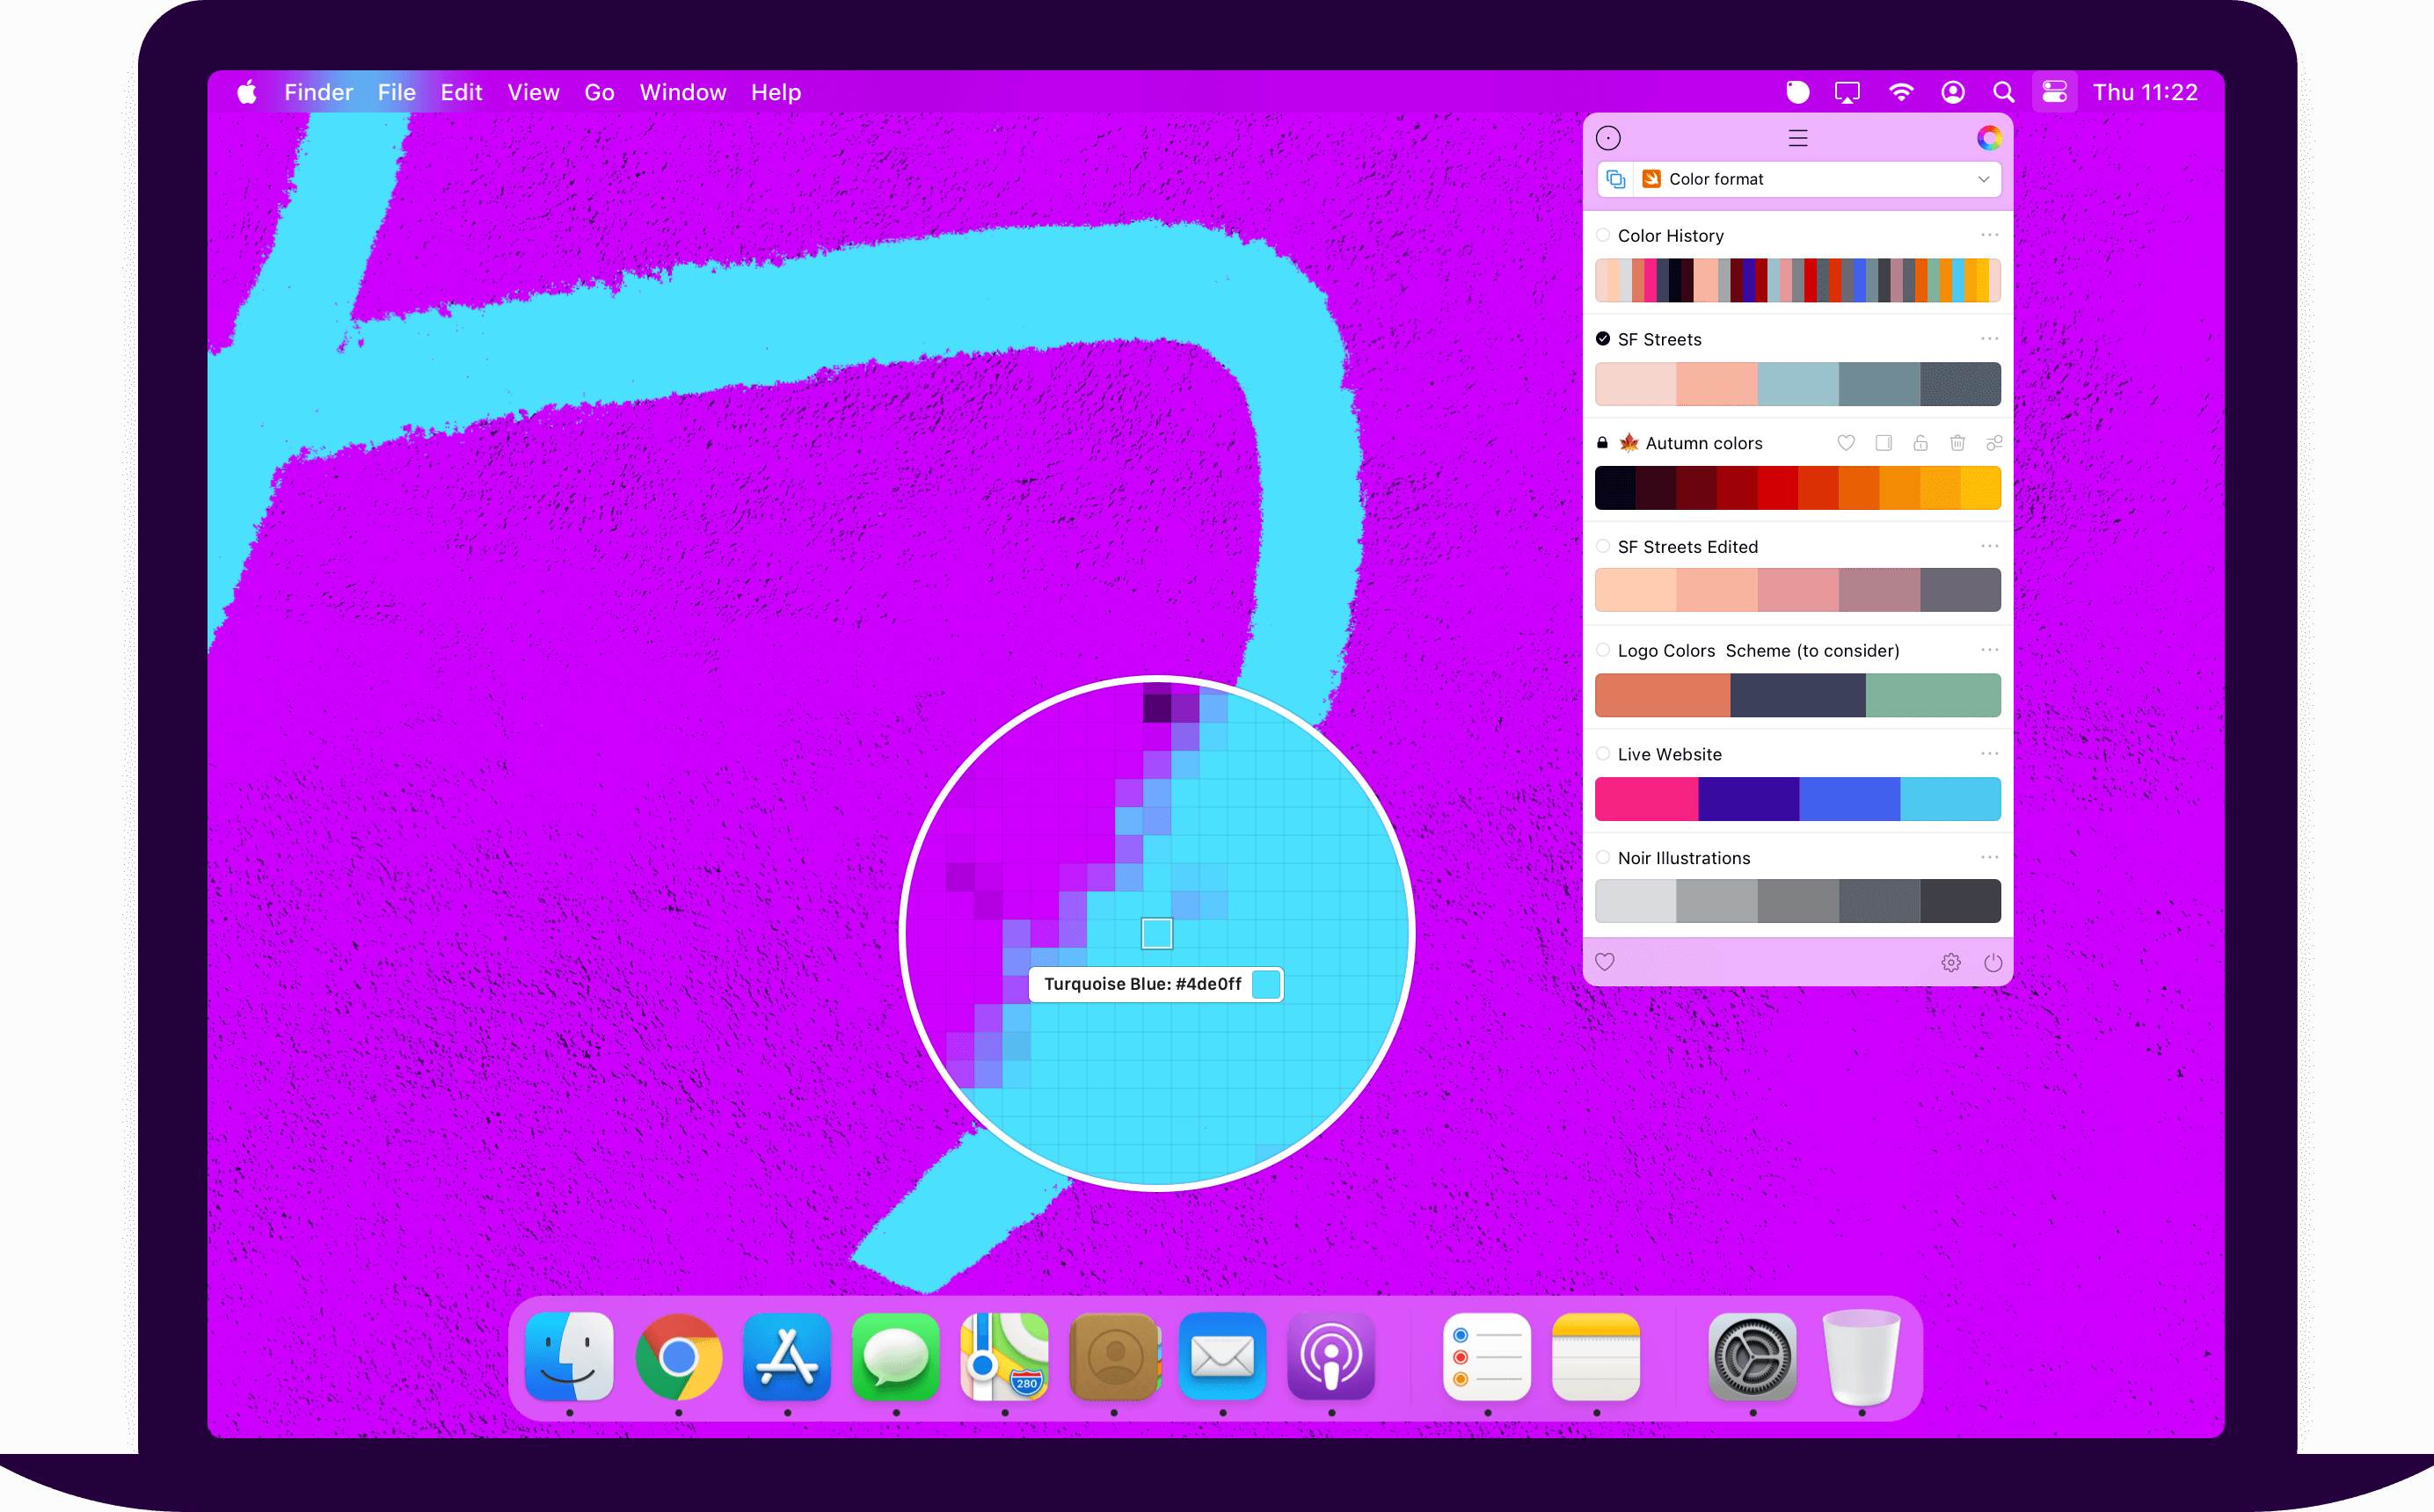 Finder File Edit View Go Window Help Thu 11:22
Color format
Color History
SF Streets
Autumn colors
SF Streets Edited
Logo Colors Scheme (to consider)
Live Website
Noir Illustrations
Turquoise Blue: #4de0ff
280